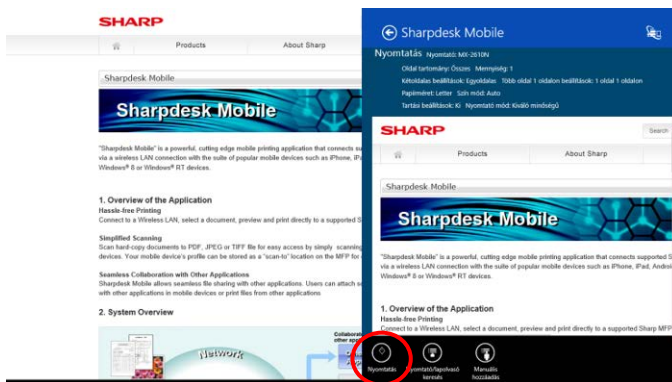 SHARP
Products About Sharp
Sharpdesk Mobile
Sharpdesk Mobile
"Sharpdesk Mobile" is a powerful, cutting edge mobile printing application that connects su
via a wireless LAN connection with the suite of popular mobile devices such as iPhone, iPa
Windows® 8 or Windows® RT devices.
1. Overview of the Application
Hassle-free Printing
Connect to a Wireless LAN, select a document, preview and print directly to a supported S
Simplified Scanning
Scan hard-copy documents to PDF, JPEG or TIFF file for easy access by simply scanning
devices. Your mobile device's profile can be stored as a "scan-to" location on the MFP for
Seamless Collaboration with Other Applications
Sharpdesk Mobile allows seamless file sharing with other applications. Users can attach s
with other applications in mobile devices or print files from other applications
2. System Overview
Network
Collaborat
other app
Sharpdesk Mobile
Nyomtatás Nyomtató: MX-2610N
Oldal tartomány: Összes Mennyiség: 1
Kétoldalas beállítások: Egyoldalas Több oldal 1 oldalon beállítások: 1 oldal 1 oldalon
Papírméret: Letter Szín mód: Auto
Tartási beállítások: Ki Nyomtató mód: Kiváló minőségű
SHARP
Search
Products About Sharp
Sharpdesk Mobile
Sharpdesk Mobile
"Sharpdesk Mobile" is a powerful, cutting edge mobile printing application that connects supported S
via a wireless LAN connection with the suite of popular mobile devices such as iPhone, iPad, Androi
Windows® 8 or Windows® RT devices.
1. Overview of the Application
Hassle-free Printing
Connect to a Wireless LAN, select a document, preview and print directly to a supported Sharp MFP
Nyomtatás
Nyomtató/lapolvasó
keresés
Manuális
hozzáadás